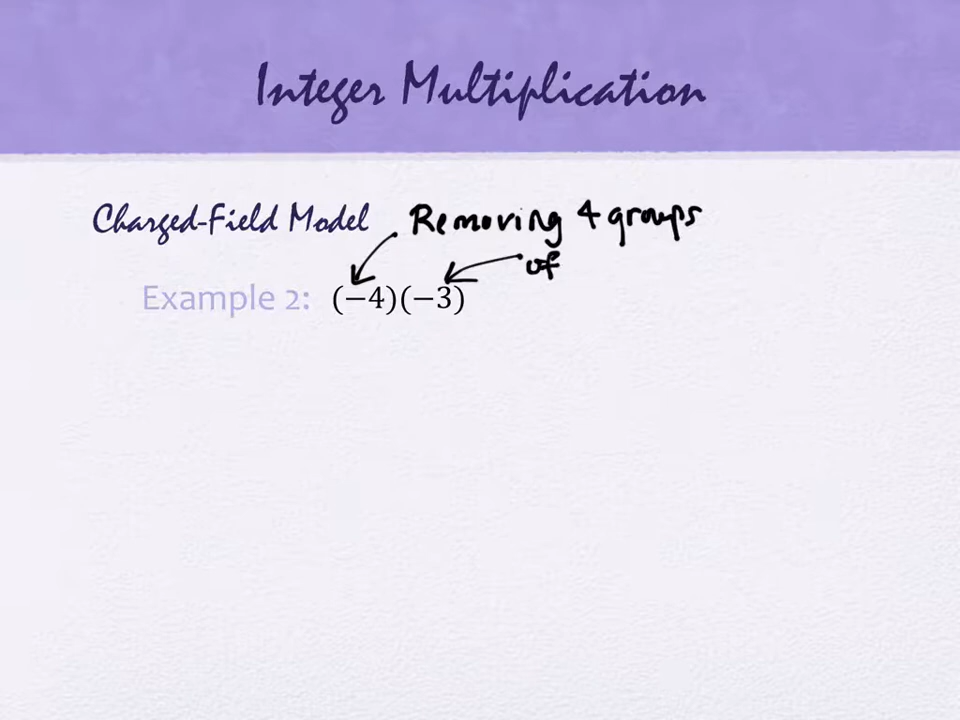 Integer Multiplication
Charged-Field Model Removing 4 groups
of
Example 2: (−4)(−3)